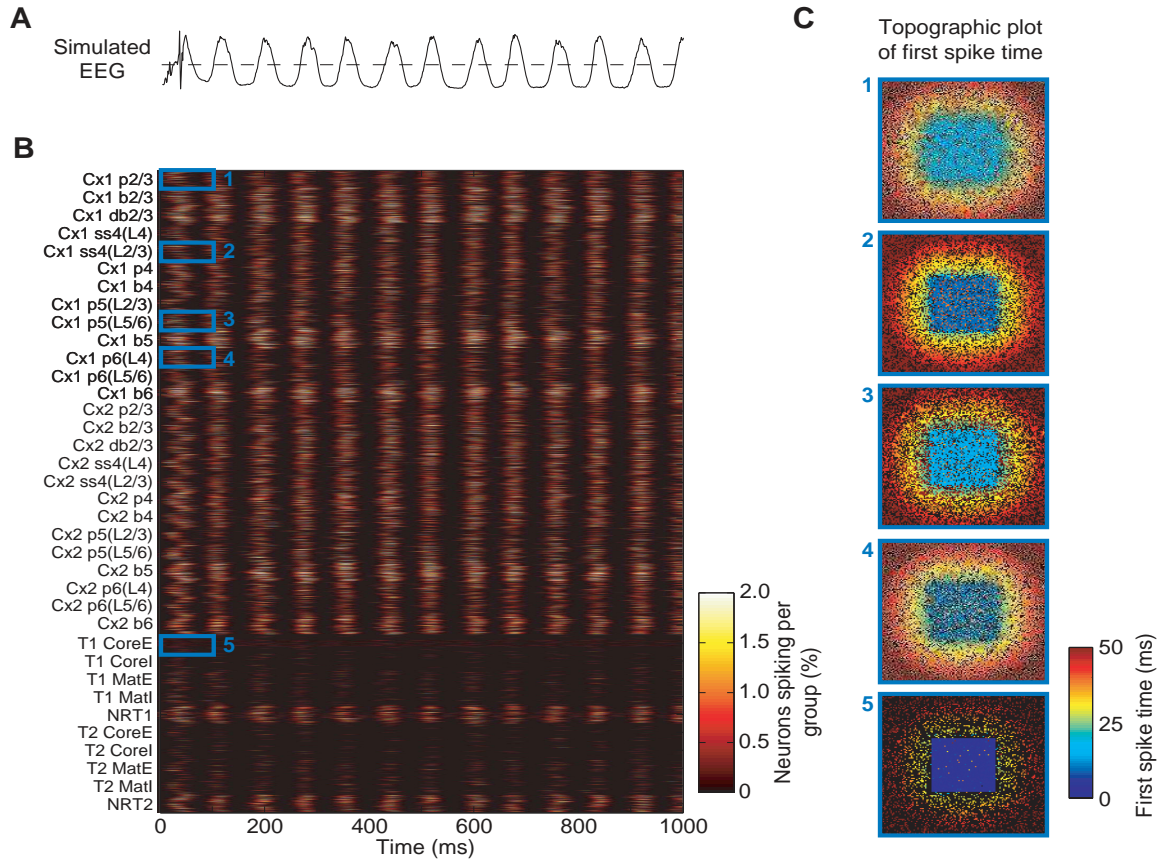 A
Simulated
EEG
B
Cx1 p2/3
Cx1 b2/3
Cx1 db2/3
Cx1 ss4(L4)
Cx1 ss4(L2/3)
Cx1 p4
Cx1 b4
Cx1 p5(L2/3)
Cx1 p5(L5/6)
Cx1 b5
Cx1 p6(L4)
Cx1 p6(L5/6)
Cx1 b6
Cx2 p2/3
Cx2 b2/3
Cx2 db2/3
Cx2 ss4(L4)
Cx2 ss4(L2/3)
Cx2 p4
Cx2 b4
Cx2 p5(L2/3)
Cx2 p5(L5/6)
Cx2 b5
Cx2 p6(L4)
Cx2 p6(L5/6)
Cx2 b6
T1 CoreE
T1 CoreI
T1 MatE
T1 MatI
NRT1
T2 CoreE
T2 CoreI
T2 MatE
T2 MatI
NRT2
1
2
3
4
5
0 200 400 600 800 1000
Time (ms)
2.0
1.5
1.0
0.5
0
Neurons spiking per
group (%)
C
Topographic plot
of first spike time
1
2
3
4
5
50
25
0
First spike time (ms)